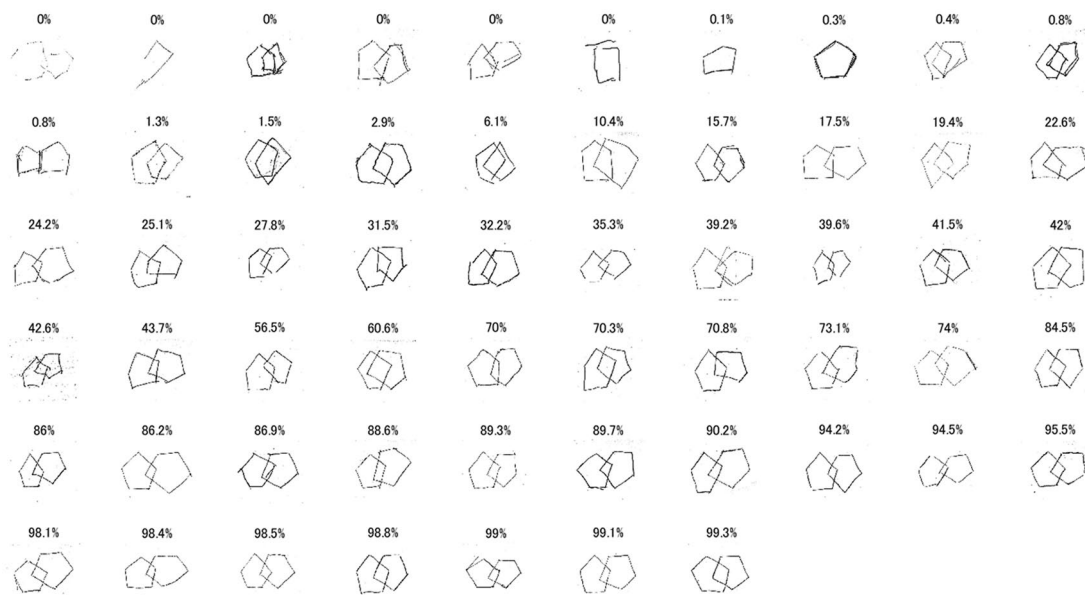 0% 0% 0% 0% 0% 0% 0.1% 0.3% 0.4% 0.8%
0.8% 1.3% 1.5% 2.9% 6.1% 10.4% 15.7% 17.5% 19.4% 22.6%
24.2% 25.1% 27.8% 31.5% 32.2% 35.3% 39.2% 39.6% 41.5% 42%
42.6% 43.7% 56.5% 60.6% 70% 70.3% 70.8% 73.1% 74% 84.5%
86% 86.2% 86.9% 88.6% 89.3% 89.7% 90.2% 94.2% 94.5% 95.5%
98.1% 98.4% 98.5% 98.8% 99% 99.1% 99.3%